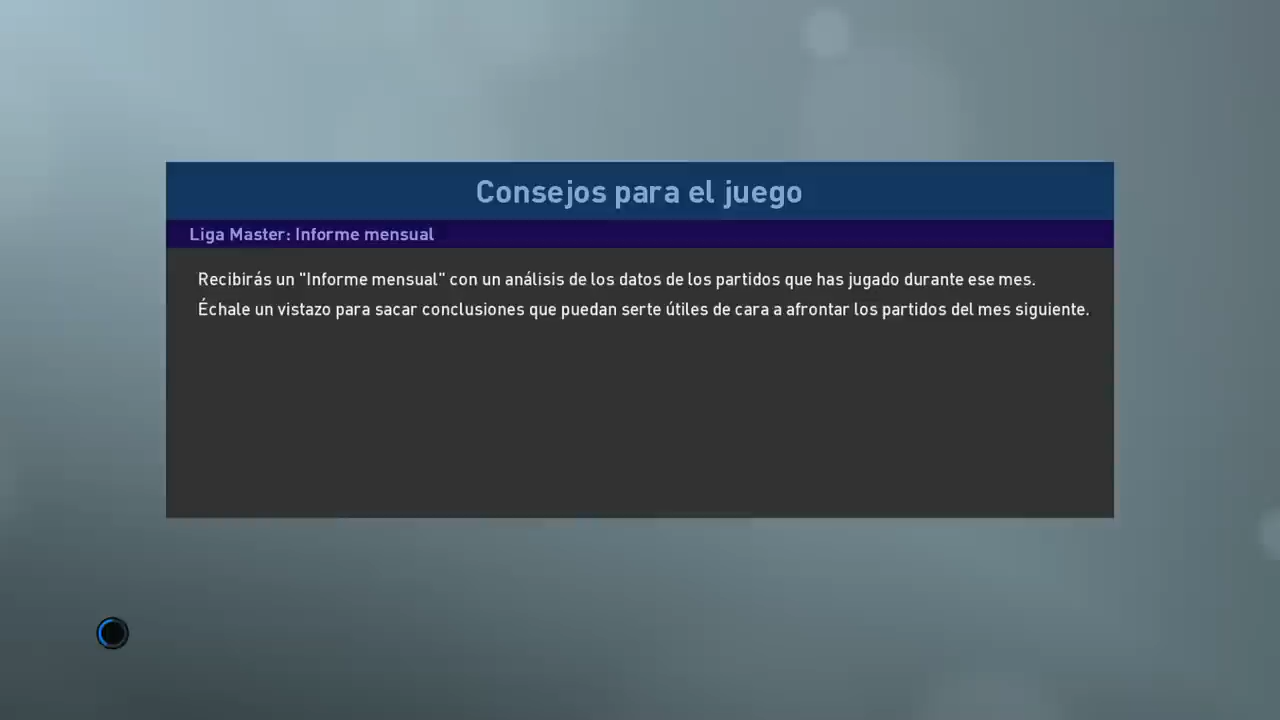 Consejos para el juego
Liga Master: Informe mensual
Recibirás un "Informe mensual" con un análisis de los datos de los partidos que has jugado durante ese mes.
Échale un vistazo para sacar conclusiones que puedan serte útiles de cara a afrontar los partidos del mes siguiente.